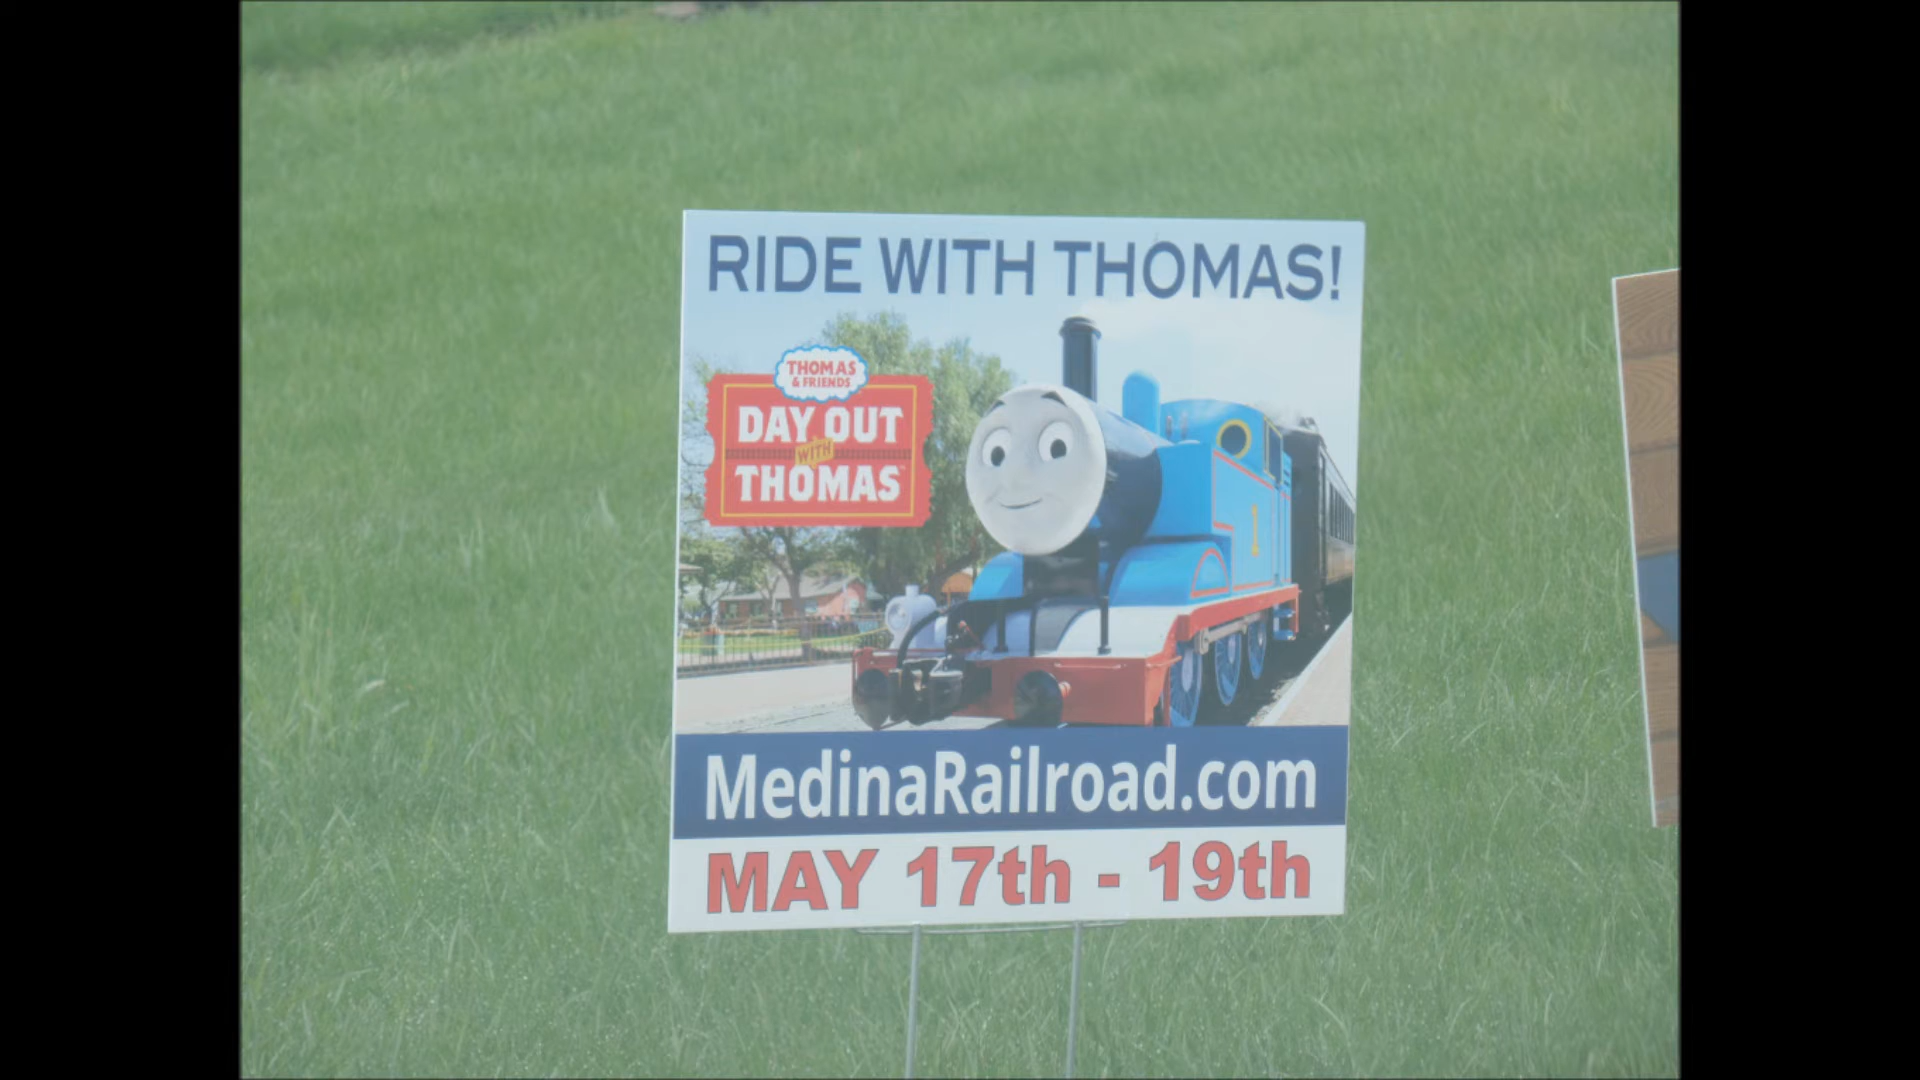 RIDE WITH THOMAS!
THOMAS
& FRIENDS
DAY OUT
WITH
THOMAS
1
MedinaRailroad.com
MAY 17th - 19th